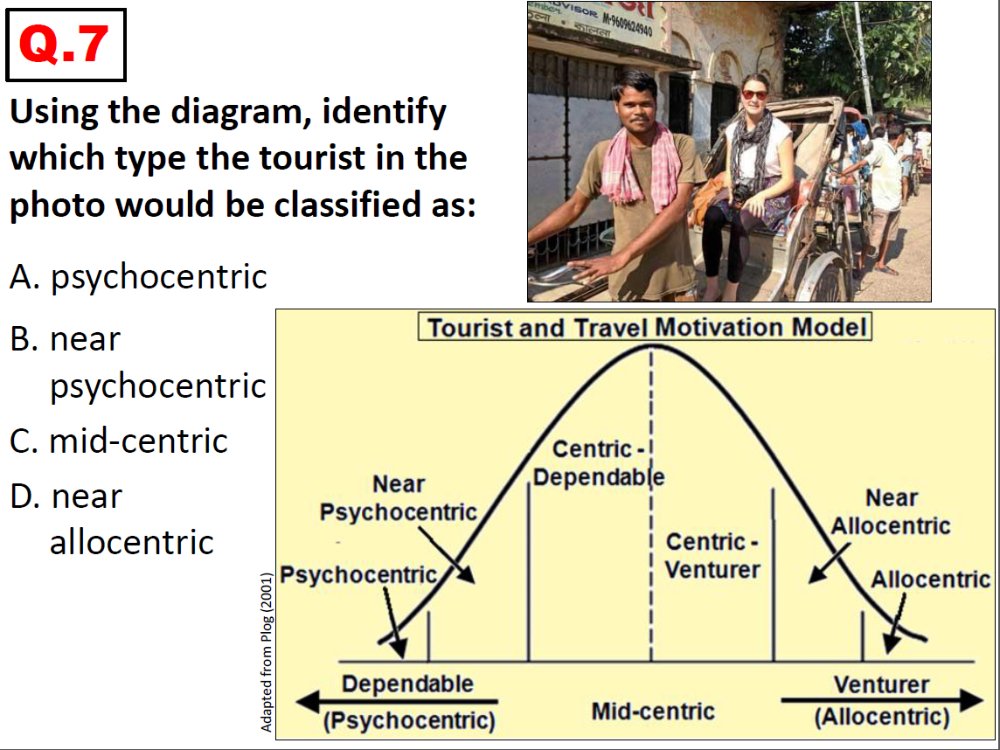 Q.7
Using the diagram, identify
which type the tourist in the
photo would be classified as:
A. psychocentric
B. near
psychocentric
C. mid-centric
D. near
allocentric
VISOR M-9609624940
Tourist and Travel Motivation Model
Centric -
Dependable
Near
Psychocentric
Near
Allocentric
Centric -
Venturer
Psychocentric
Allocentric
Dependable
(Psychocentric)
Mid-centric
Venturer
(Allocentric)
Adapted from Plog (2001)